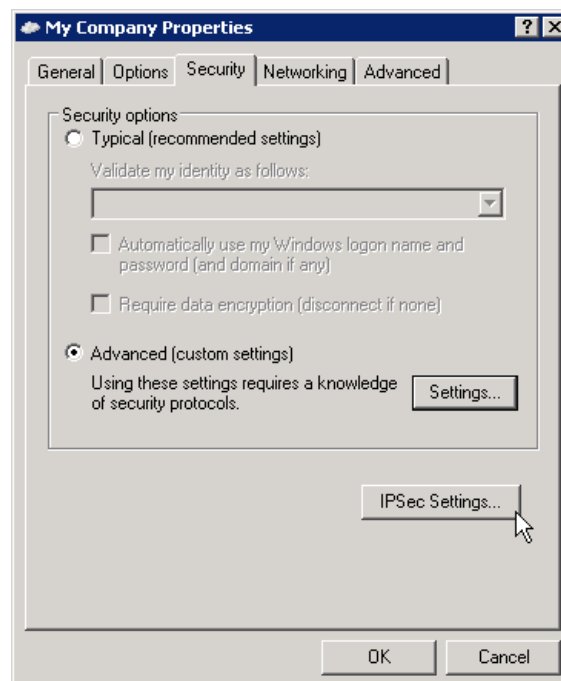 My Company Properties
General Options Security Networking Advanced
Security options
Typical (recommended settings)
Validate my identity as follows:
Automatically use my Windows logon name and
password (and domain if any)
Require data encryption (disconnect if none)
Advanced (custom settings)
Using these settings requires a knowledge
of security protocols.
Settings...
IPSec Settings...
OK Cancel